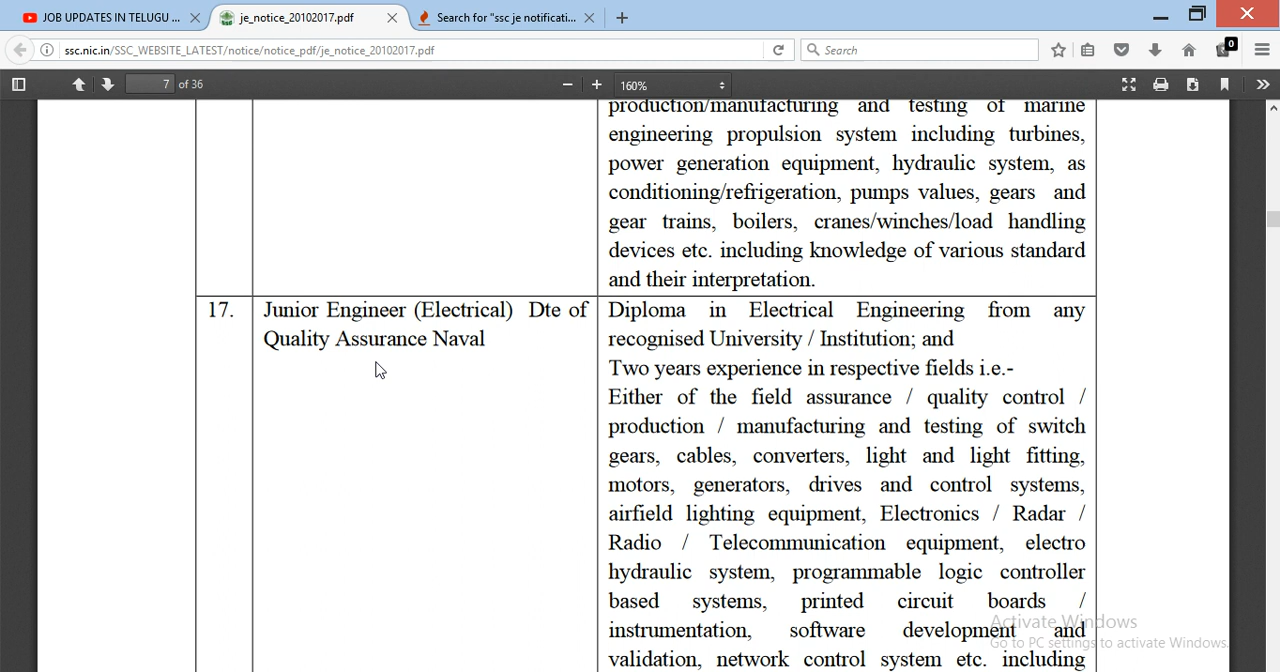 JOB UPDATES IN TELUGU ...
je_notice_20102017.pdf
Search for "ssc je notificati...
ssc.nic.in/SSC_WEBSITE_LATEST/notice/notice_pdf/je_notice_20102017.pdf
Search
0
7 of 36
160%
production/manufacturing and testing of marine
engineering propulsion system including turbines,
power generation equipment, hydraulic system, as
conditioning/refrigeration, pumps values, gears and
gear trains, boilers, cranes/winches/load handling
devices etc. including knowledge of various standard
and their interpretation.
17.
Junior Engineer (Electrical) Dte of
Quality Assurance Naval
Diploma in Electrical Engineering from any
recognised University / Institution; and
Two years experience in respective fields i.e.-
Either of the field assurance / quality control /
production / manufacturing and testing of switch
gears, cables, converters, light and light fitting,
motors, generators, drives and control systems,
airfield lighting equipment, Electronics / Radar /
Radio / Telecommunication equipment, electro
hydraulic system, programmable logic controller
based systems, printed circuit boards /
instrumentation, software development and
validation, network control system etc. including
Activate Windows
Go to PC settings to activate Windows.